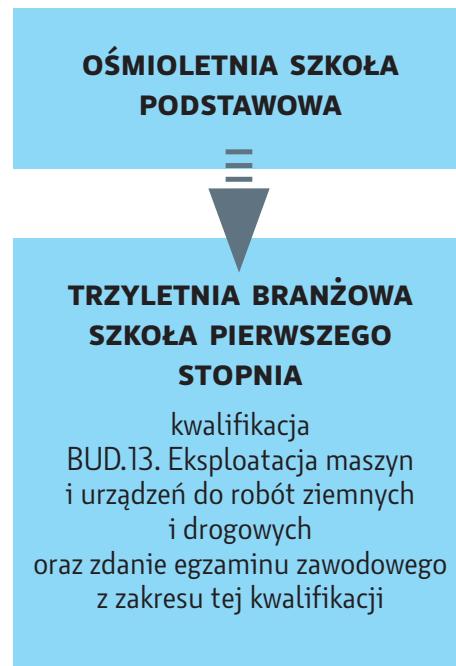 OŚMIOLETNIA SZKOŁA
PODSTAWOWA
TRZYLETNIA BRANŻOWA
SZKOŁA PIERWSZEGO
STOPNIA
kwalifikacja
BUD.13. Eksploatacja maszyn
i urządzeń do robót ziemnych
i drogowych
oraz zdanie egzaminu zawodowego
z zakresu tej kwalifikacji